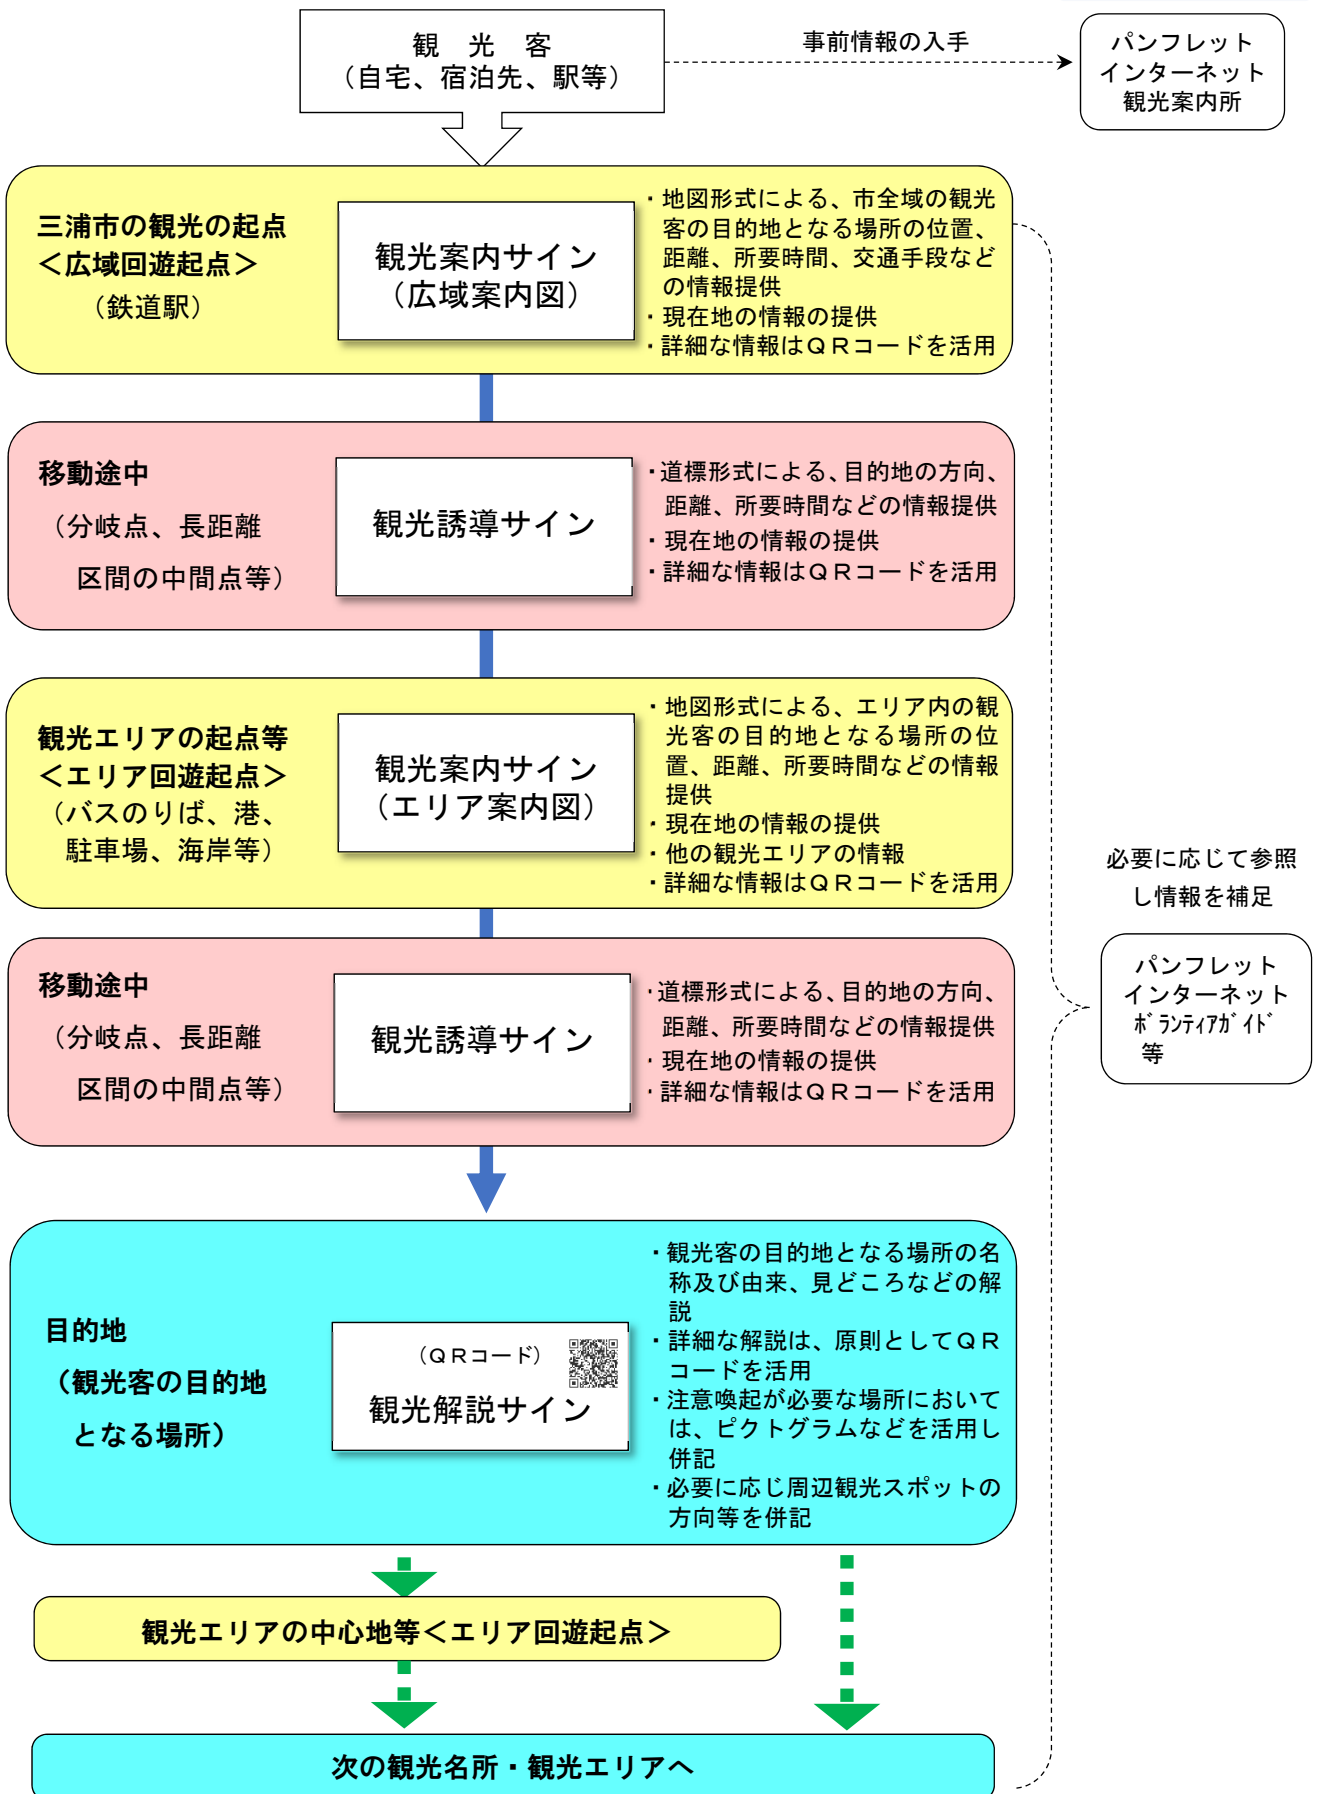 観　光　客
（自宅、宿泊先、駅等）
事前情報の入手
パンフレット
インターネット
観光案内所
三浦市の観光の起点
＜広域回遊起点＞
（鉄道駅）
観光案内サイン
（広域案内図）
・地図形式による、市全域の観光
客の目的地となる場所の位置、
距離、所要時間、交通手段など
の情報提供
・現在地の情報の提供
・詳細な情報はＱＲコードを活用
移動途中
（分岐点、長距離
区間の中間点等）
観光誘導サイン
・道標形式による、目的地の方向、
距離、所要時間などの情報提供
・現在地の情報の提供
・詳細な情報はＱＲコードを活用
観光エリアの起点等
＜エリア回遊起点＞
（バスのりば、港、
駐車場、海岸等）
観光案内サイン
（エリア案内図）
・地図形式による、エリア内の観
光客の目的地となる場所の位
置、距離、所要時間などの情報
提供
・現在地の情報の提供
・他の観光エリアの情報
・詳細な情報はＱＲコードを活用
必要に応じて参照
し情報を補足
パンフレット
インターネット
ﾎﾞﾗﾝﾃｨｱｶﾞｲﾄﾞ
等
移動途中
（分岐点、長距離
区間の中間点等）
観光誘導サイン
・道標形式による、目的地の方向、
距離、所要時間などの情報提供
・現在地の情報の提供
・詳細な情報はＱＲコードを活用
目的地
（観光客の目的地
となる場所）
（ＱＲコード）
観光解説サイン
・観光客の目的地となる場所の名
称及び由来、見どころなどの解
説
・詳細な解説は、原則としてＱＲ
コードを活用
・注意喚起が必要な場所において
は、ピクトグラムなどを活用し
併記
・必要に応じ周辺観光スポットの
方向等を併記
観光エリアの中心地等＜エリア回遊起点＞
次の観光名所・観光エリアへ